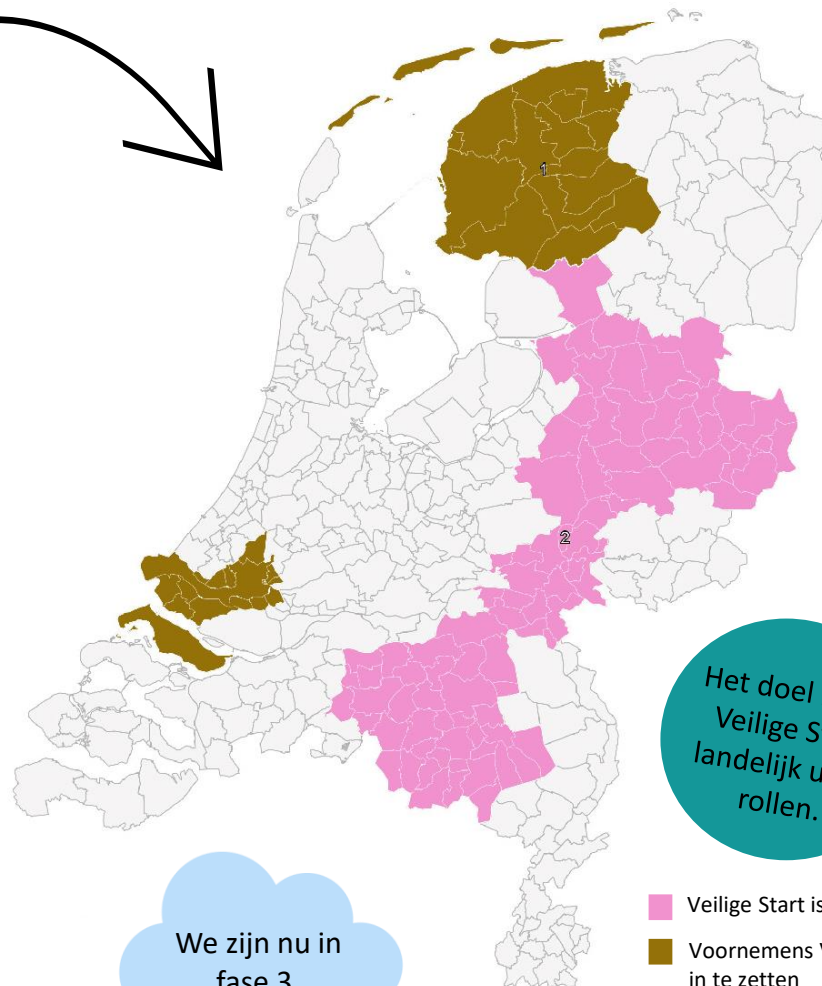 1
2
Het doel
Veilige
landelijk
rollen.
We zijn nu in
fase 3
Veilige Start is
Voornemens
in te zetten